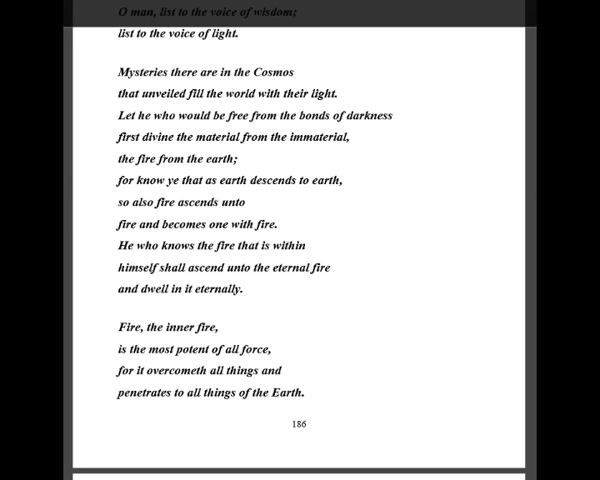 O man, list to the voice of wisdom;
list to the voice of light.
Mysteries there are in the Cosmos
that unveiled fill the world with their light.
Let he who would be free from the bonds of darkness
first divine the material from the immaterial,
the fire from the earth;
for know ye that as earth descends to earth,
so also fire ascends unto
fire and becomes one with fire.
He who knows the fire that is within
himself shall ascend unto the eternal fire
and dwell in it eternally.
Fire, the inner fire,
is the most potent of all force,
for it overcometh all things and
penetrates to all things of the Earth.
186